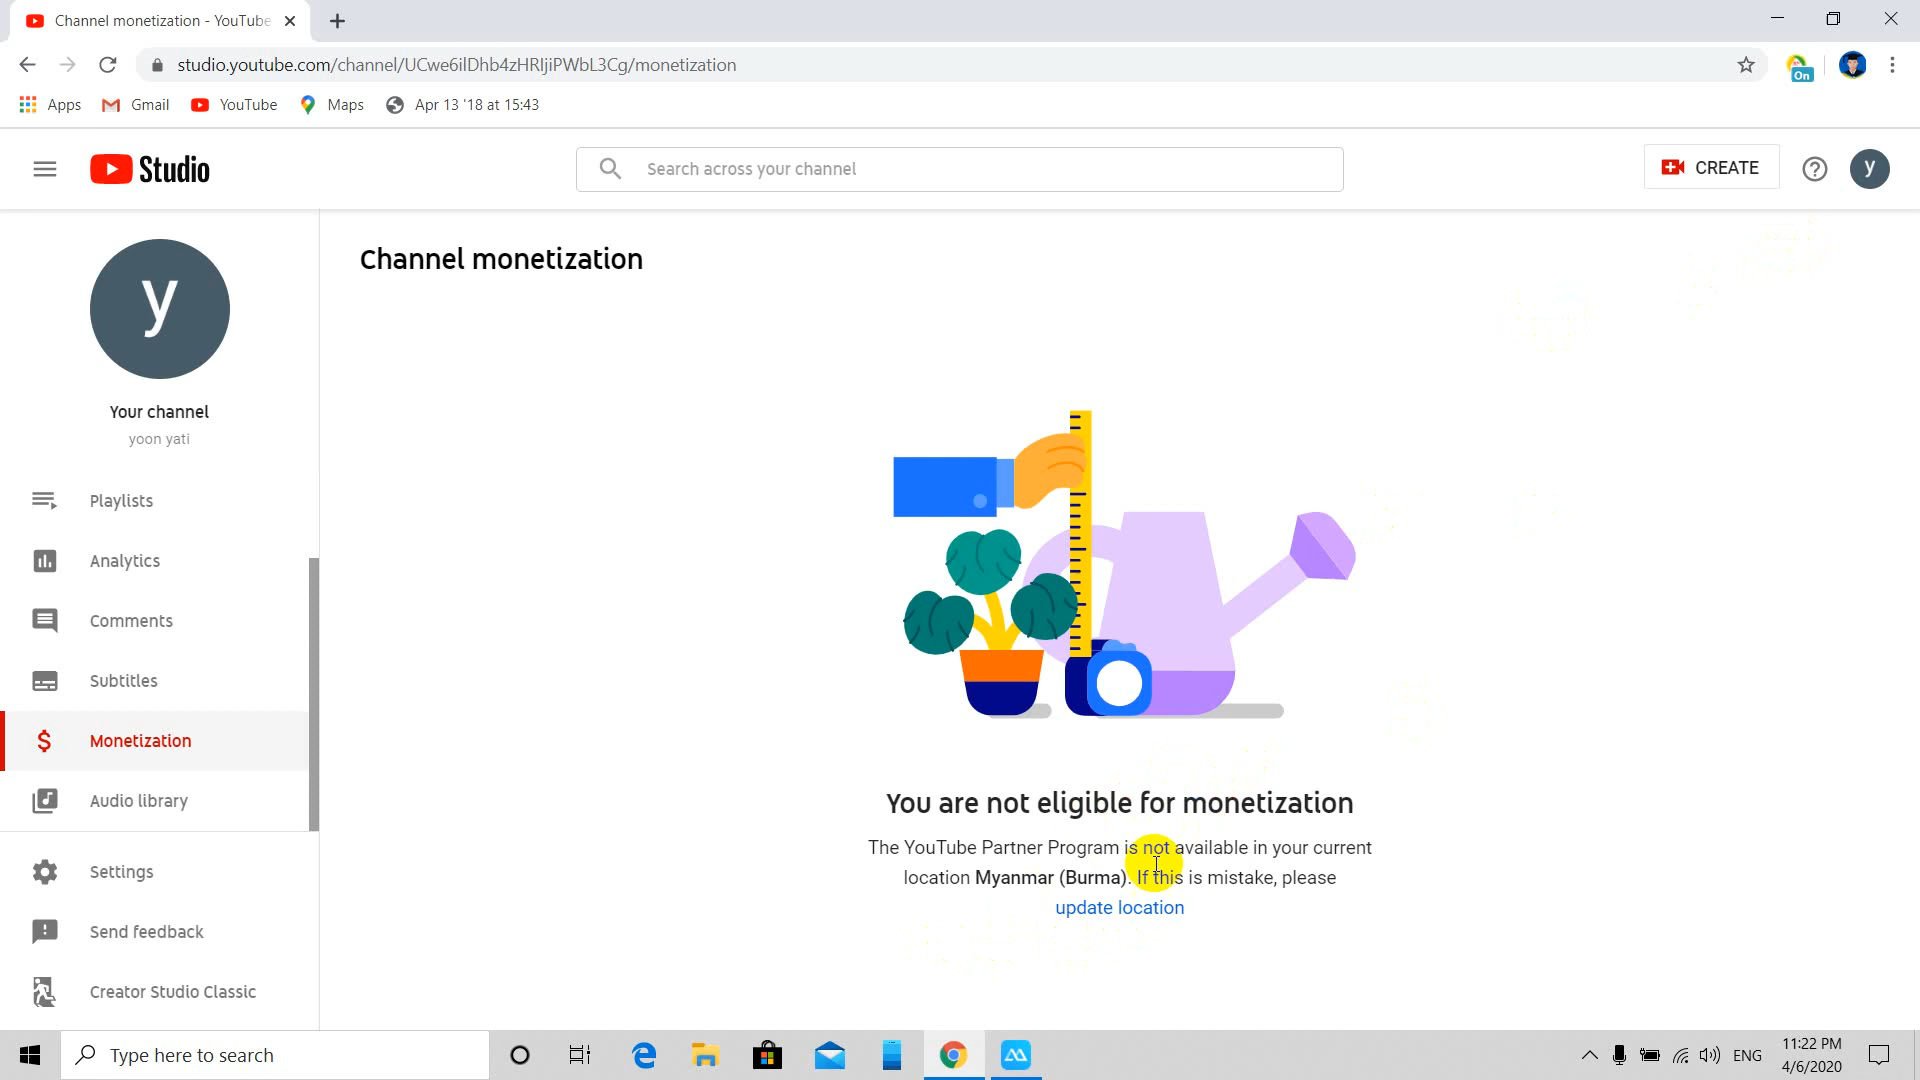 Channel monetization - YouTube
studio.youtube.com/channel/UCwe6ilDhb4zHRIjiPWbL3Cg/monetization
On
Apps
Gmail
YouTube
Maps
Apr 13 '18 at 15:43
Studio
Search across your channel
CREATE
y
y
Your channel
yoon yati
Playlists
Analytics
Comments
Subtitles
Monetization
Audio library
Settings
Send feedback
Creator Studio Classic
Channel monetization
You are not eligible for monetization
The YouTube Partner Program is not available in your current
location Myanmar (Burma). If this is mistake, please
update location
Type here to search
ENG
11:22 PM
4/6/2020